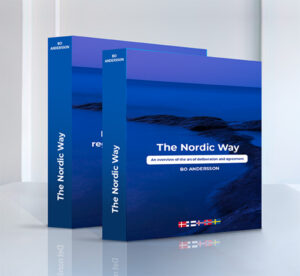 BO
ANDERSSON
The Nordic Way
BO
ANDERSSON
The Nordic Way
The Nordic Way
An overview of the art of deliberation and agreement
BO ANDERSSON